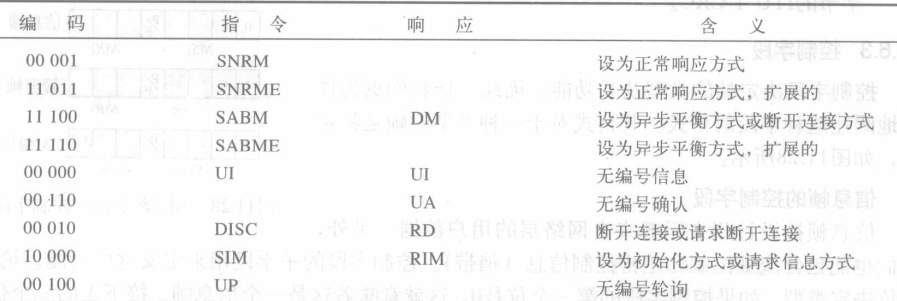 编 码 指 令 响 应 含 义
00 001 SNRM 设为正常响应方式
11 011 SNRME 设为正常响应方式，扩展的
11 100 SABM DM 设为异步平衡方式或断开连接方式
11 110 SABME 设为异步平衡方式，扩展的
00 000 UI UI 无编号信息
00 110 UA 无编号确认
00 010 DISC RD 断开连接或请求断开连接
10 000 SIM RIM 设为初始化方式或请求信息方式
00 100 UP 无编号轮询